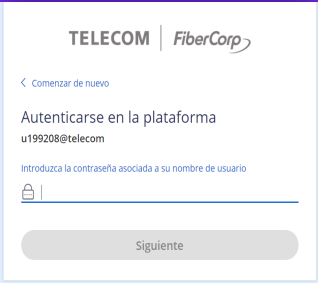 TELECOM | FiberCorp
Comenzar de nuevo
Autenticarse en la plataforma
u199208@telecom
Introduzca la contraseña asociada a su nombre de usuario
Siguiente